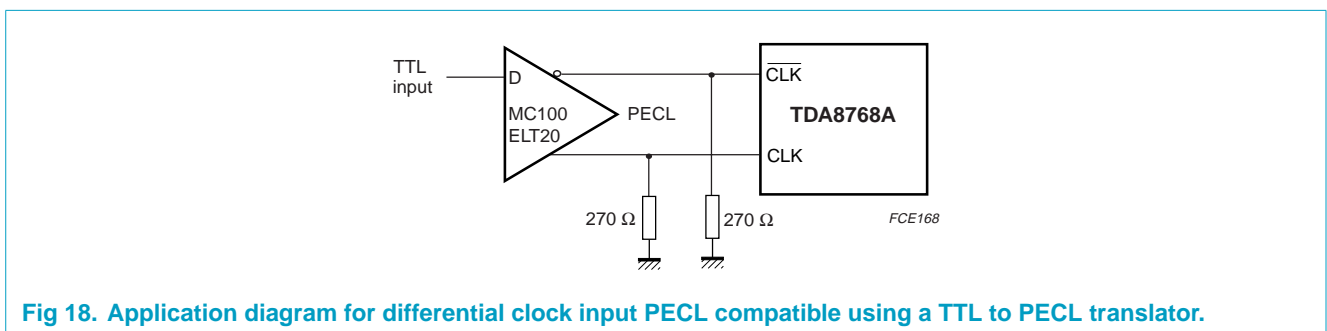 TTL
input
D
MC100
ELT20
PECL
CLK
TDA8768A
CLK
270 Ω
270 Ω
FCE168
Fig 18. Application diagram for differential clock input PECL compatible using a TTL to PECL translator.